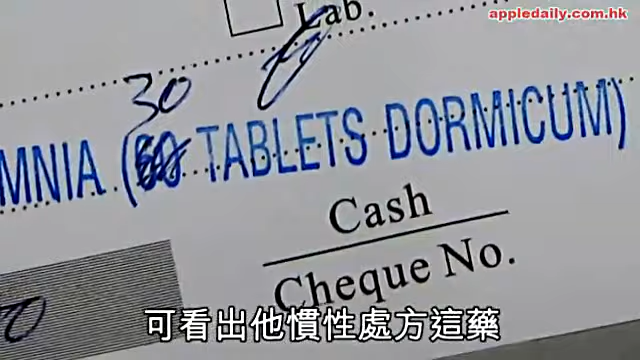 appledaily.com.hk
Lab.
30
MNIA ( TABLETS DORMICUM)
Cash
Cheque No.
可看出他慣性處方這藥